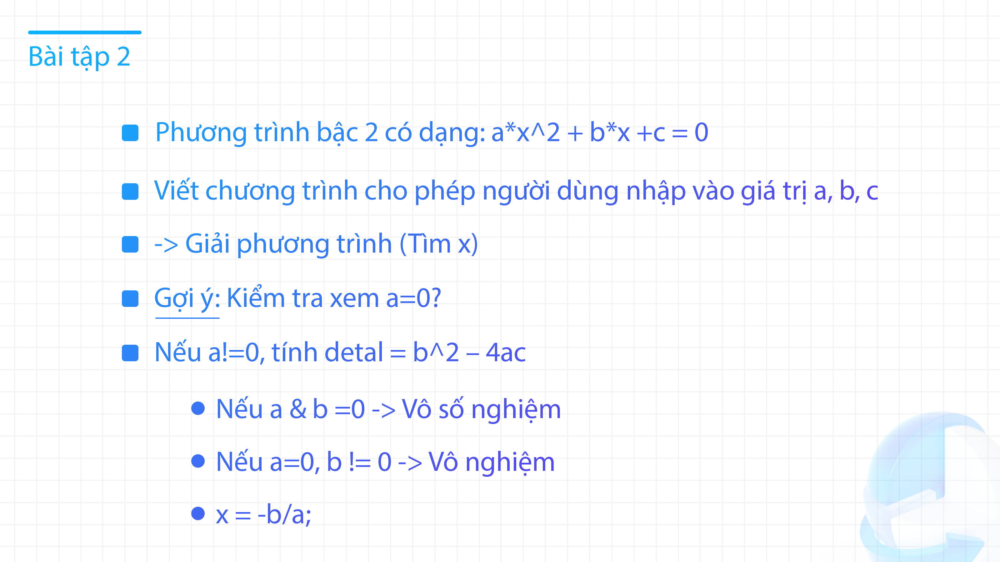 Bài tập 2
Phương trình bậc 2 có dạng: a*x^2 + b*x +c = 0
Viết chương trình cho phép người dùng nhập vào giá trị a, b, c
-> Giải phương trình (Tìm x)
Gợi ý: Kiểm tra xem a=0?
Nếu a!=0, tính detal = b^2 – 4ac
Nếu a & b =0 -> Vô số nghiệm
Nếu a=0, b != 0 -> Vô nghiệm
x = -b/a;